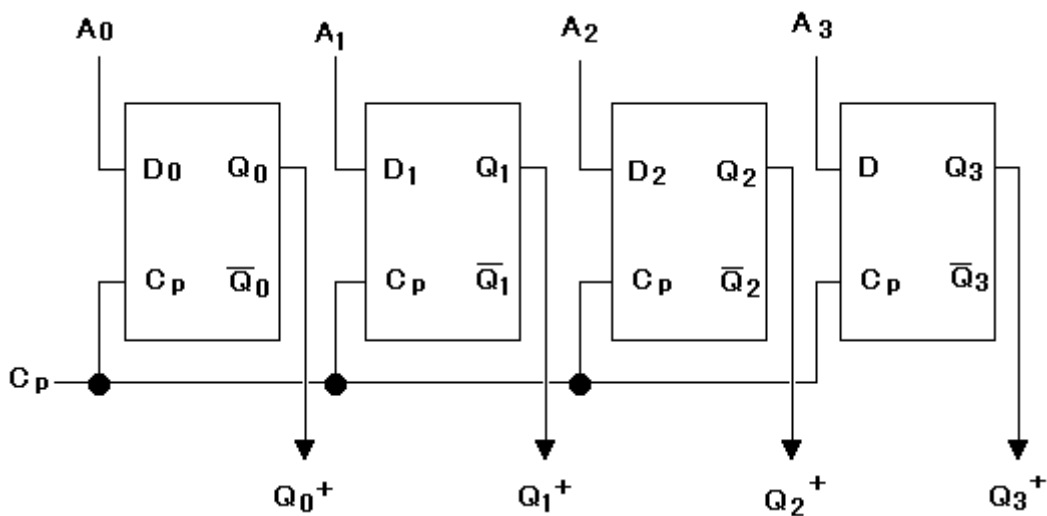 A₀ A₁ A₂ A₃
D₀ Q₀ D₁ Q₁ D₂ Q₂ D Q₃
Cp Q̅₀ Cp Q̅₁ Cp Q̅₂ Cp Q̅₃
Cp
Q₀⁺ Q₁⁺ Q₂⁺ Q₃⁺